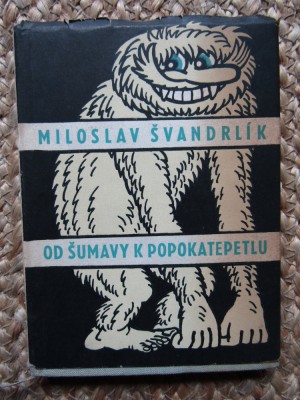 MILOSLAV ŠVANDRLÍK
OD ŠUMAVY K POPOKATEPETLU